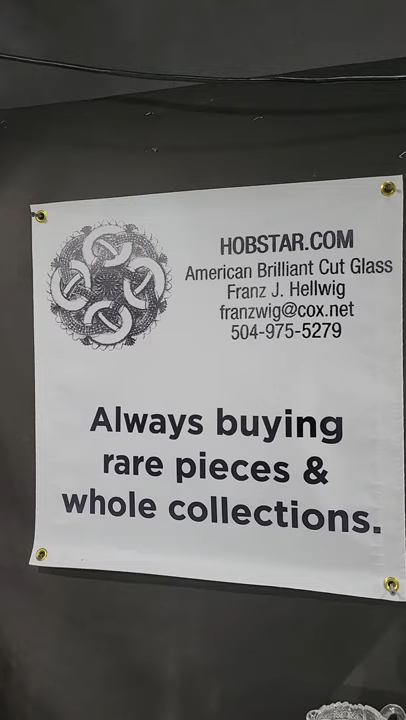 HOBSTAR.COM
American Brilliant Cut Glass
Franz J. Hellwig
franzwig@cox.net
504-975-5279
Always buying
rare pieces &
whole collections.